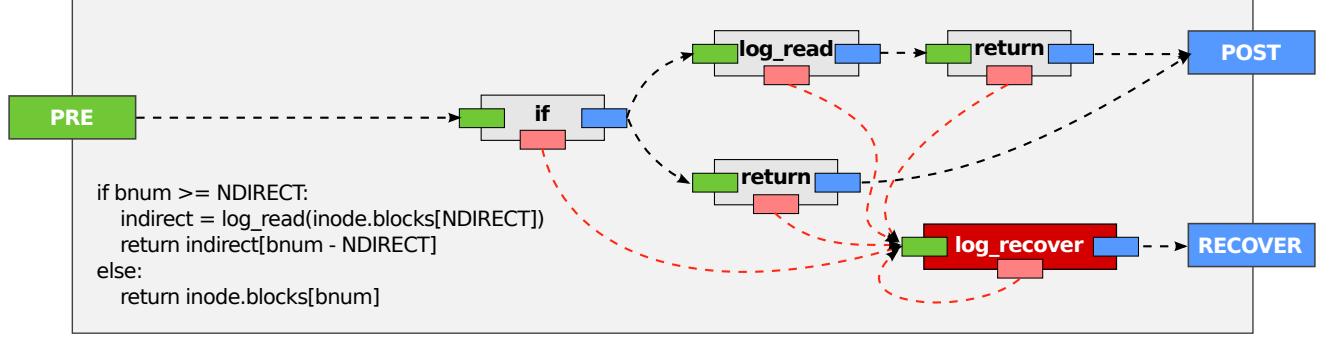 log_read
return
POST
PRE
if
return
if bnum >= NDIRECT:
indirect = log_read(inode.blocks[NDIRECT])
return indirect[bnum - NDIRECT]
else:
return inode.blocks[bnum]
log_recover
RECOVER